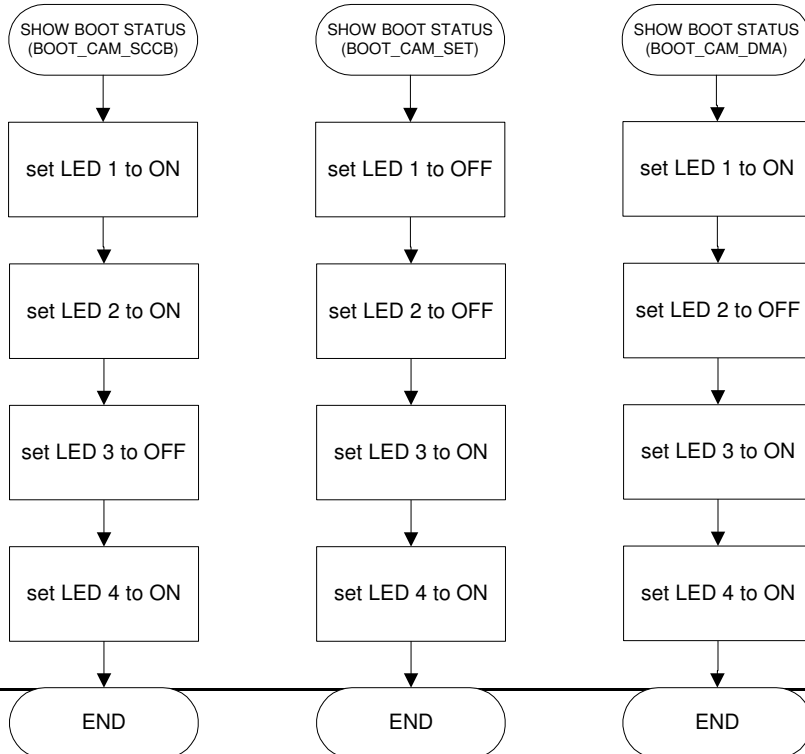 SHOW BOOT STATUS
(BOOT_CAM_SCCB)
set LED 1 to ON
set LED 2 to ON
set LED 3 to OFF
set LED 4 to ON
END
SHOW BOOT STATUS
(BOOT_CAM_SET)
set LED 1 to OFF
set LED 2 to OFF
set LED 3 to ON
set LED 4 to ON
END
SHOW BOOT STATUS
(BOOT_CAM_DMA)
set LED 1 to ON
set LED 2 to OFF
set LED 3 to ON
set LED 4 to ON
END